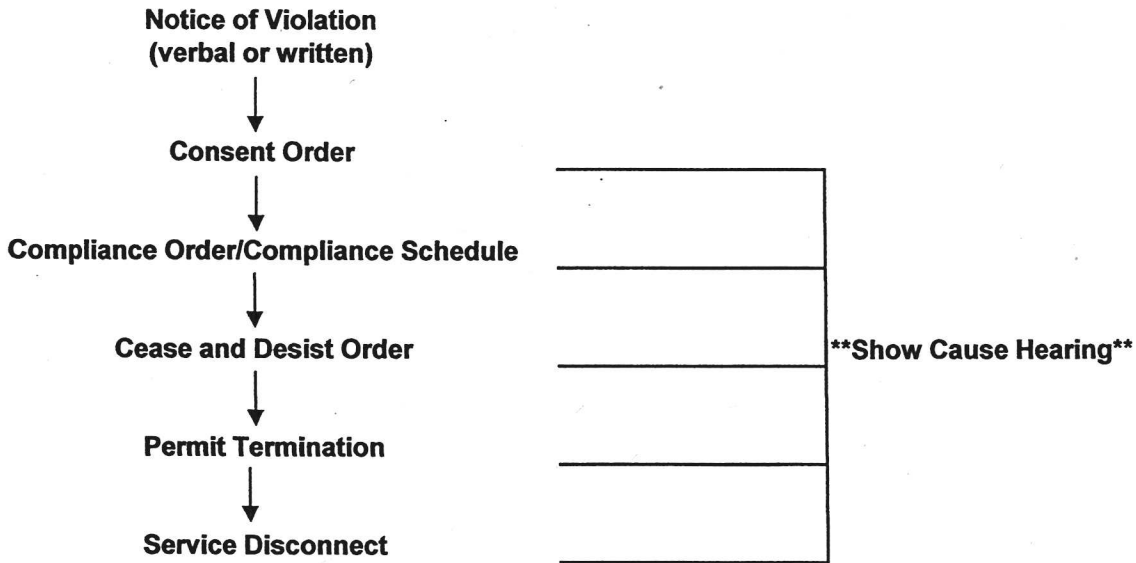 Notice of Violation
(verbal or written)
Consent Order
Compliance Order/Compliance Schedule
Cease and Desist Order
**Show Cause Hearing**
Permit Termination
Service Disconnect